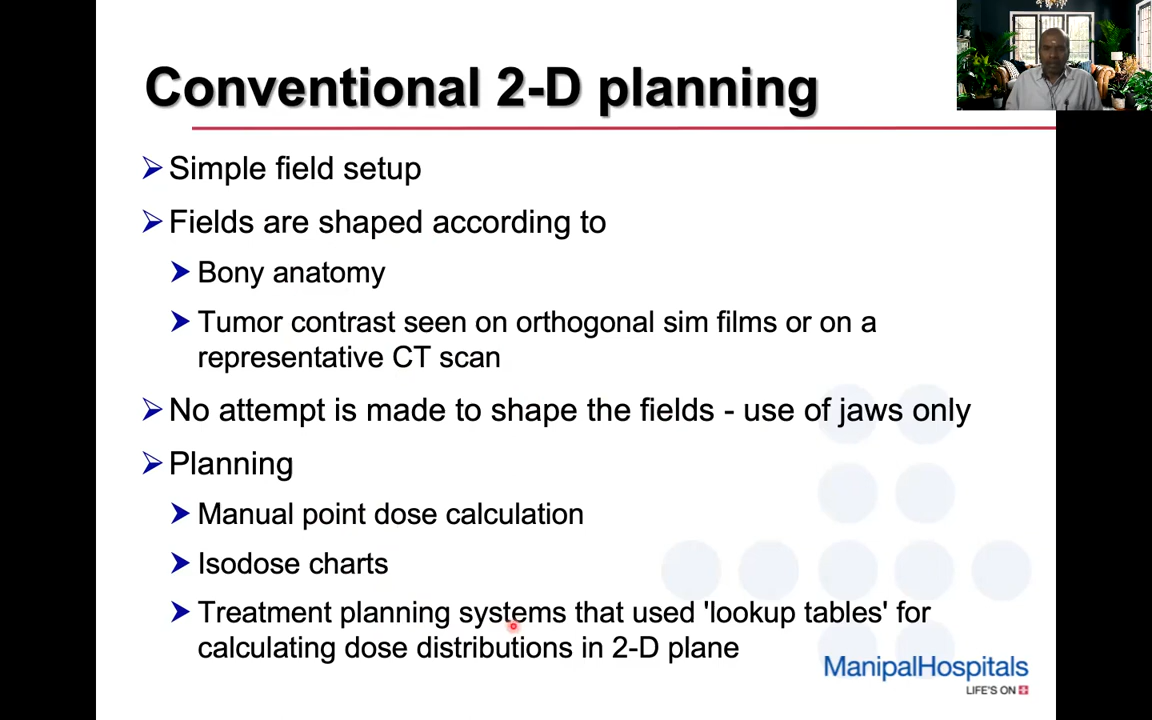 Conventional 2-D planning
Simple field setup
Fields are shaped according to
Bony anatomy
Tumor contrast seen on orthogonal sim films or on a
representative CT scan
No attempt is made to shape the fields - use of jaws only
Planning
Manual point dose calculation
Isodose charts
Treatment planning systems that used 'lookup tables' for
calculating dose distributions in 2-D plane
ManipalHospitals
LIFE'S ON